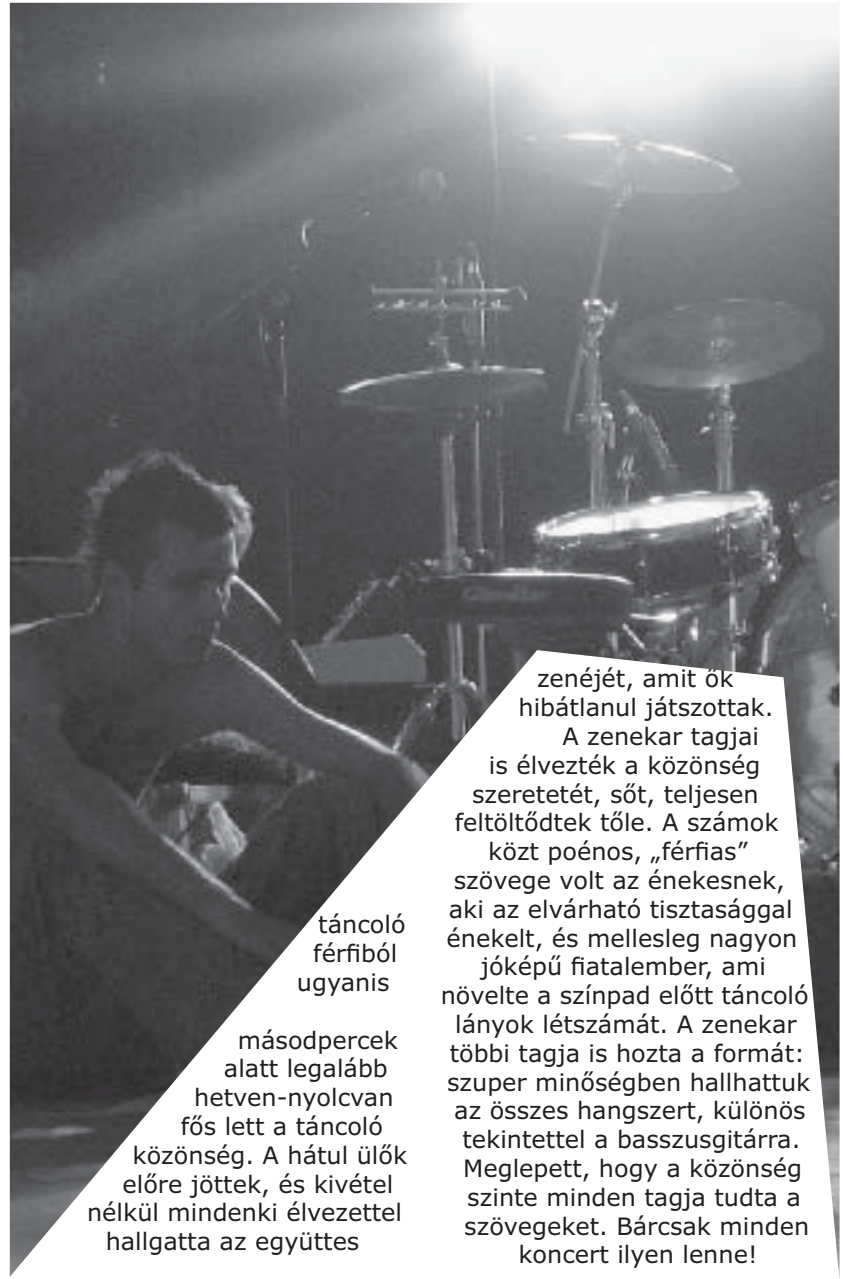 táncoló
férfiból
ugyanis
másodpercek
alatt legalább
hetven-nyolcvan
fős lett a táncoló
közönség. A hátul ülők
előre jöttek, és kivétel
nélkül mindenki élvezettel
hallgatta az együttes
zenéjét, amit ők
hibátlanul játszottak.
A zenekar tagjai
is élvezték a közönség
szeretetét, sőt, teljesen
feltöltődtek tőle. A számok
közt poénos, „férfias”
szövege volt az énekesnek,
aki az elvárható tisztasággal
énekelt, és mellesleg nagyon
jóképű fiatalember, ami
növelte a színpad előtt táncoló
lányok létszámát. A zenekar
többi tagja is hozta a formát:
szuper minőségben hallhattuk
az összes hangszert, különös
tekintettel a basszusgitárra.
Meglepett, hogy a közönség
szinte minden tagja tudta a
szövegeket. Bárcsak minden
koncert ilyen lenne!